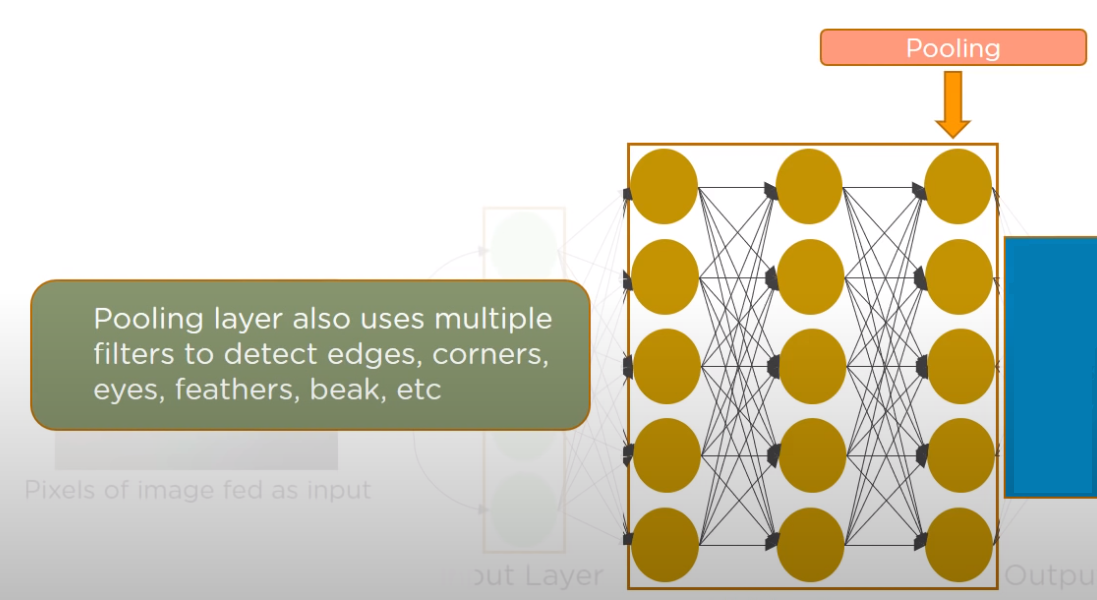 Pooling
Pooling layer also uses multiple
filters to detect edges, corners,
eyes, feathers, beak, etc
Pixels of image fed as input
Layer